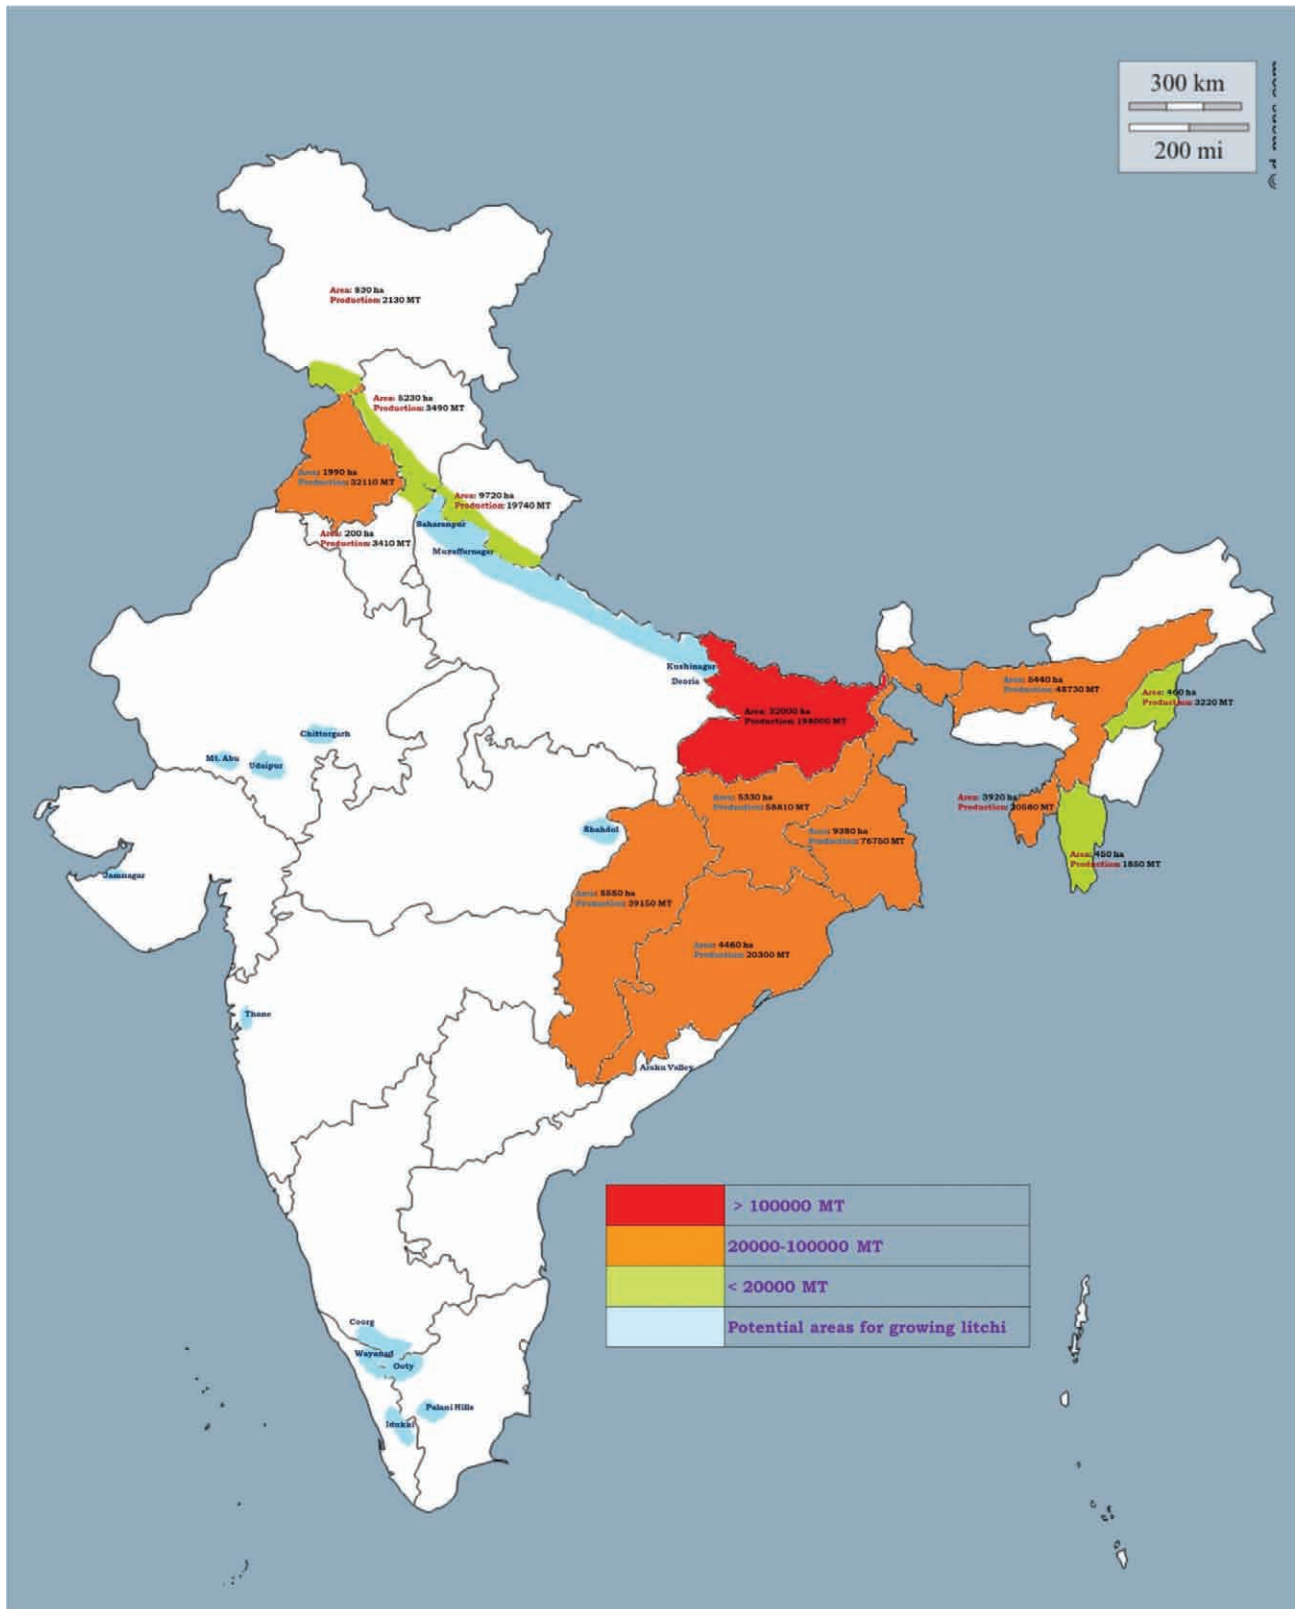 300 km
200 mi
Area: 830 ha
Production: 2130 MT
Area: 5230 ha
Production: 3490 MT
Area: 1990 ha
Production: 32110 MT
Area: 9720 ha
Production: 19740 MT
Saharanpur
Area: 200 ha
Production: 3410 MT
Muzaffarnagar
Kushinagar
Deoria
Area: 5440 ha
Production: 48730 MT
Area: 460 ha
Production: 3220 MT
Area: 32000 ha
Production: 198000 MT
Chittorgarh
Mt. Abu
Udaipur
Area: 3920 ha
Production: MT
Area: 5330 ha
Production: 58810 MT
Shahdol
Area: 9380 ha
Production: 76750 MT
Area: 450 ha
Production: 1850 MT
Jamnagar
Area: ha
Production: 39150 MT
Area: 4460 ha
Production: 20300 MT
Thane
Araku Valley
> 100000 MT
20000-100000 MT
< 20000 MT
Potential areas for growing litchi
Coorg
Wayanad
Ooty
Palani Hills
Idukki